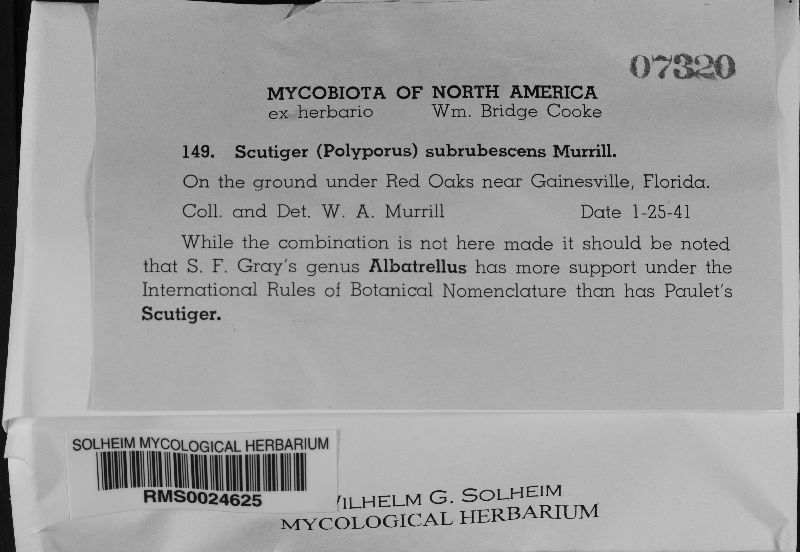 07320
MYCOBIOTA OF NORTH AMERICA
ex herbario Wm. Bridge Cooke
149. Scutiger (Polyporus) subrubescens Murrill.
On the ground under Red Oaks near Gainesville, Florida.
Coll. and Det. W. A. Murrill Date 1-25-41
While the combination is not here made it should be noted
that S. F. Gray's genus Albatrellus has more support under the
International Rules of Botanical Nomenclature than has Paulet's
Scutiger.
SOLHEIM MYCOLOGICAL HERBARIUM
RMS0024625
WILHELM G. SOLHEIM
MYCOLOGICAL HERBARIUM